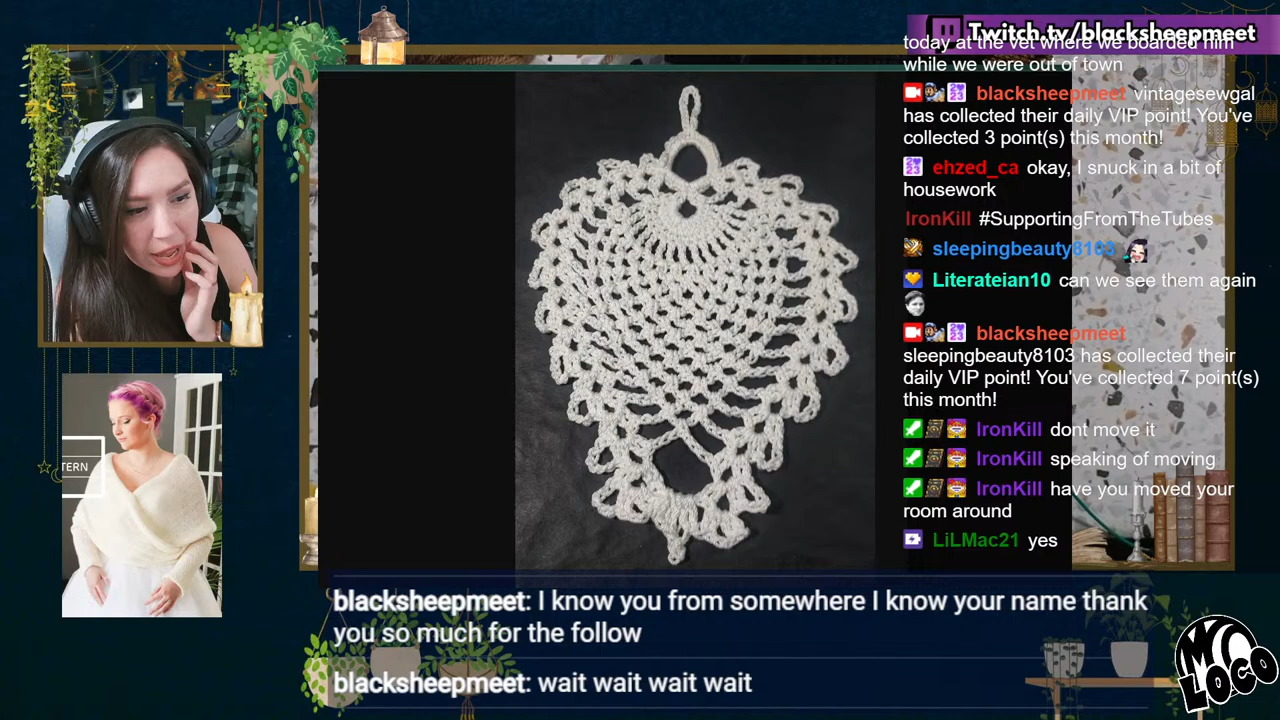 Twitch.tv/blacksheepmeet
today at the vet where we boarded him
while we were out of town
blacksheepmeet vintagesewgal
has collected their daily VIP point! You've
collected 3 point(s) this month!
ehzed_ca okay, I snuck in a bit of
housework
IronKill #SupportingFromTheTubes
sleepingbeauty8103
Literateian10 can we see them again
blacksheepmeet
sleepingbeauty8103 has collected their
daily VIP point! You've collected 7 point(s)
this month!
IronKill dont move it
IronKill speaking of moving
IronKill have you moved your
room around
LiLMac21 yes
TERN
blacksheepmeet: I know you from somewhere I know your name thank
you so much for the follow
blacksheepmeet: wait wait wait wait
MC
LOCO